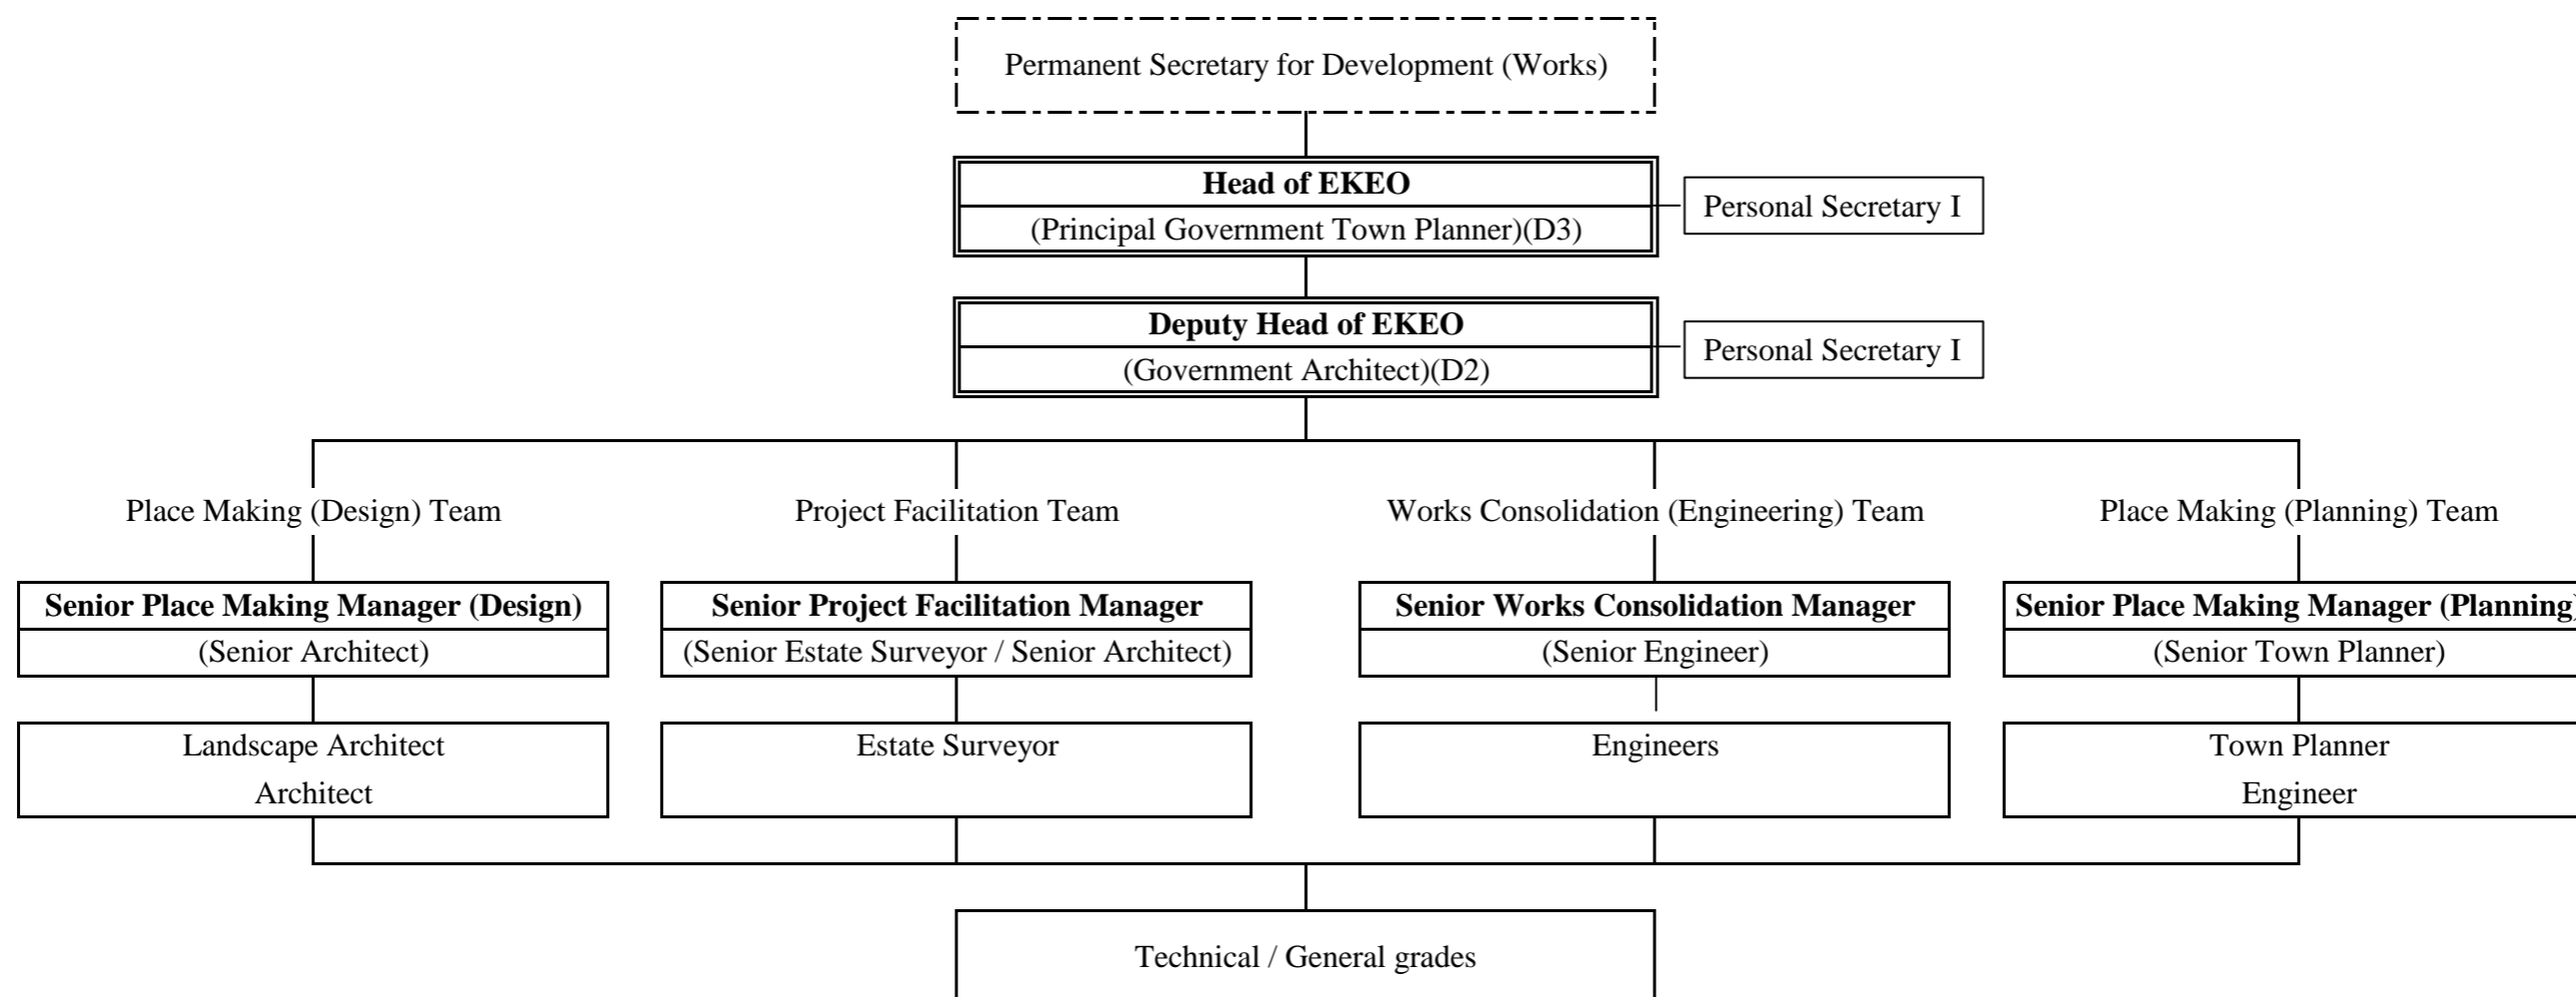 Permanent Secretary for Development (Works)
Head of EKEO
(Principal Government Town Planner)(D3)
Personal Secretary I
Deputy Head of EKEO
(Government Architect)(D2)
Personal Secretary I
Place Making (Design) Team
Project Facilitation Team
Works Consolidation (Engineering) Team
Place Making (Planning) Team
Senior Place Making Manager (Design)
(Senior Architect)
Senior Project Facilitation Manager
(Senior Estate Surveyor / Senior Architect)
Senior Works Consolidation Manager
(Senior Engineer)
Senior Place Making Manager (Planning)
(Senior Town Planner)
Landscape Architect
Architect
Estate Surveyor
Engineers
Town Planner
Engineer
Technical / General grades